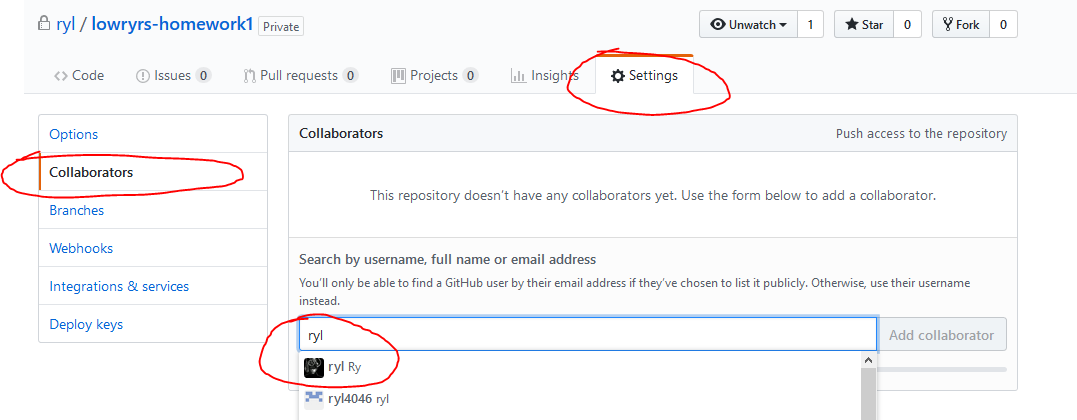 ryl / lowryrs-homework1 Private
Unwatch 1 Star 0 Fork 0
Code Issues 0 Pull requests 0 Projects 0 Insights Settings
Options
Collaborators
Branches
Webhooks
Integrations & services
Deploy keys
Collaborators Push access to the repository
This repository doesn't have any collaborators yet. Use the form below to add a collaborator.
Search by username, full name or email address
You'll only be able to find a GitHub user by their email address if they've chosen to list it publicly. Otherwise, use their username
instead.
ryl Add collaborator
ryl Ry
ryl4046 ryl